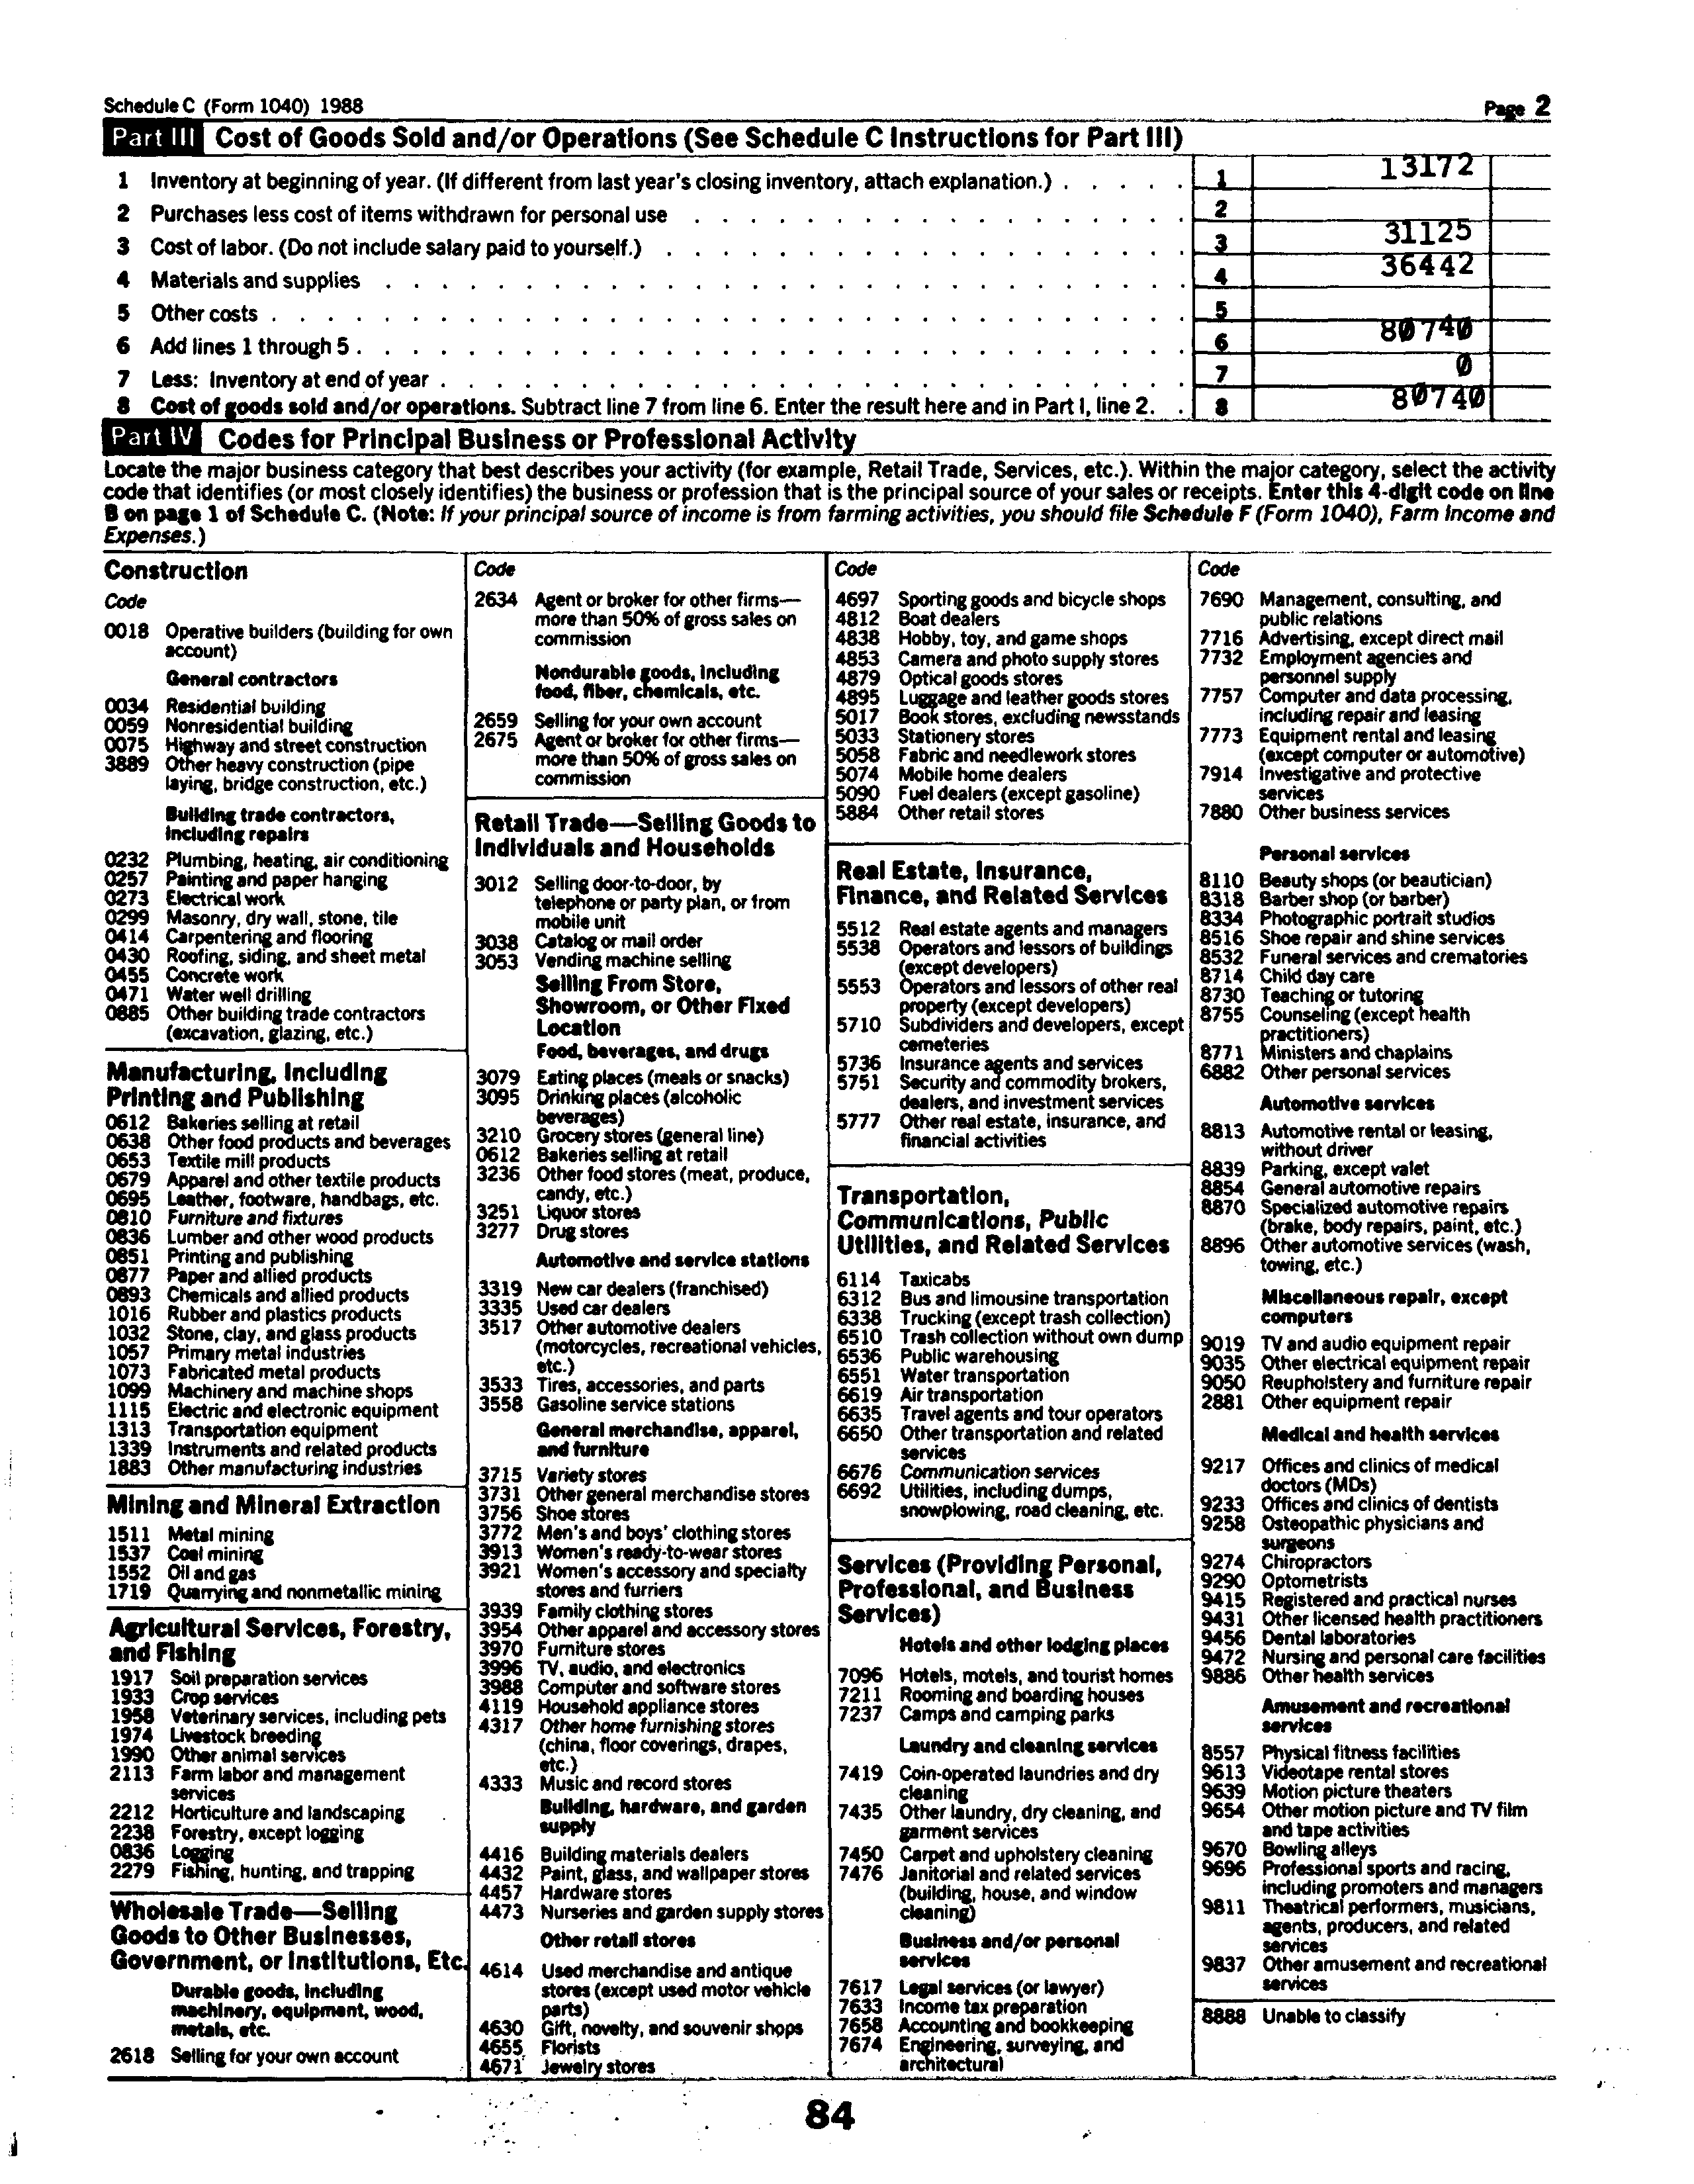 Schedule C (Form 1040) 1988 Page 2
Part III Cost of Goods Sold and/or Operations (See Schedule C Instructions for Part III)
1 Inventory at beginning of year. (If different from last year's closing inventory, attach explanation.) . . . . . 1 13172
2 Purchases less cost of items withdrawn for personal use . . . . . . . . . . . . . . . . . . 2
3 Cost of labor. (Do not include salary paid to yourself.) . . . . . . . . . . . . . . . . . . . 3 31125
4 Materials and supplies . . . . . . . . . . . . . . . . . . . . . . . . . . . . . 4 36442
5 Other costs . . . . . . . . . . . . . . . . . . . . . . . . . . . . . . . . . 5
6 Add lines 1 through 5 . . . . . . . . . . . . . . . . . . . . . . . . . . . . . . 6 80740
7 Less: Inventory at end of year . . . . . . . . . . . . . . . . . . . . . . . . . . . 7 0
8 Cost of goods sold and/or operations. Subtract line 7 from line 6. Enter the result here and in Part I, line 2. . 8 80740
Part IV Codes for Principal Business or Professional Activity
Locate the major business category that best describes your activity (for example, Retail Trade, Services, etc.). Within the major category, select the activity
code that identifies (or most closely identifies) the business or profession that is the principal source of your sales or receipts. Enter this 4-digit code on line
B on page 1 of Schedule C. (Note: If your principal source of income is from farming activities, you should file Schedule F (Form 1040), Farm Income and
Expenses.)
Construction
Code
0018 Operative builders (building for own
account)
General contractors
0034 Residential building
0059 Nonresidential building
0075 Highway and street construction
3889 Other heavy construction (pipe
laying, bridge construction, etc.)
Building trade contractors,
including repairs
0232 Plumbing, heating, air conditioning
0257 Painting and paper hanging
0273 Electrical work
0299 Masonry, dry wall, stone, tile
0414 Carpentering and flooring
0430 Roofing, siding, and sheet metal
0455 Concrete work
0471 Water well drilling
0885 Other building trade contractors
(excavation, glazing, etc.)
Manufacturing, Including
Printing and Publishing
0612 Bakeries selling at retail
0638 Other food products and beverages
0653 Textile mill products
0679 Apparel and other textile products
0695 Leather, footware, handbags, etc.
0810 Furniture and fixtures
0836 Lumber and other wood products
0851 Printing and publishing
0877 Paper and allied products
0893 Chemicals and allied products
1016 Rubber and plastics products
1032 Stone, clay, and glass products
1057 Primary metal industries
1073 Fabricated metal products
1099 Machinery and machine shops
1115 Electric and electronic equipment
1313 Transportation equipment
1339 Instruments and related products
1883 Other manufacturing industries
Mining and Mineral Extraction
1511 Metal mining
1537 Coal mining
1552 Oil and gas
1719 Quarrying and nonmetallic mining
Agricultural Services, Forestry,
and Fishing
1917 Soil preparation services
1933 Crop services
1958 Veterinary services, including pets
1974 Livestock breeding
1990 Other animal services
2113 Farm labor and management
services
2212 Horticulture and landscaping
2238 Forestry, except logging
0836 Logging
2279 Fishing, hunting, and trapping
Wholesale Trade—Selling
Goods to Other Businesses,
Government, or Institutions, Etc.
Durable goods, including
machinery, equipment, wood,
metals, etc.
2618 Selling for your own account
Code
2634 Agent or broker for other firms—
more than 50% of gross sales on
commission
Nondurable goods, including
food, fiber, chemicals, etc.
2659 Selling for your own account
2675 Agent or broker for other firms—
more than 50% of gross sales on
commission
Retail Trade—Selling Goods to
Individuals and Households
3012 Selling door-to-door, by
telephone or party plan, or from
mobile unit
3038 Catalog or mail order
3053 Vending machine selling
Selling From Store,
Showroom, or Other Fixed
Location
Food, beverages, and drugs
3079 Eating places (meals or snacks)
3095 Drinking places (alcoholic
beverages)
3210 Grocery stores (general line)
0612 Bakeries selling at retail
3236 Other food stores (meat, produce,
candy, etc.)
3251 Liquor stores
3277 Drug stores
Automotive and service stations
3319 New car dealers (franchised)
3335 Used car dealers
3517 Other automotive dealers
(motorcycles, recreational vehicles,
etc.)
3533 Tires, accessories, and parts
3558 Gasoline service stations
General merchandise, apparel,
and furniture
3715 Variety stores
3731 Other general merchandise stores
3756 Shoe stores
3772 Men's and boys' clothing stores
3913 Women's ready-to-wear stores
3921 Women's accessory and specialty
stores and furriers
3939 Family clothing stores
3954 Other apparel and accessory stores
3970 Furniture stores
3996 TV, audio, and electronics
3988 Computer and software stores
4119 Household appliance stores
4317 Other home furnishing stores
(china, floor coverings, drapes,
etc.)
4333 Music and record stores
Building, hardware, and garden
supply
4416 Building materials dealers
4432 Paint, glass, and wallpaper stores
4457 Hardware stores
4473 Nurseries and garden supply stores
Other retail stores
4614 Used merchandise and antique
stores (except used motor vehicle
parts)
4630 Gift, novelty, and souvenir shops
4655 Florists
4671 Jewelry stores
Code
4697 Sporting goods and bicycle shops
4812 Boat dealers
4838 Hobby, toy, and game shops
4853 Camera and photo supply stores
4879 Optical goods stores
4895 Luggage and leather goods stores
5017 Book stores, excluding newsstands
5033 Stationery stores
5058 Fabric and needlework stores
5074 Mobile home dealers
5090 Fuel dealers (except gasoline)
5884 Other retail stores
Real Estate, Insurance,
Finance, and Related Services
5512 Real estate agents and managers
5538 Operators and lessors of buildings
(except developers)
5553 Operators and lessors of other real
property (except developers)
5710 Subdividers and developers, except
cemeteries
5736 Insurance agents and services
5751 Security and commodity brokers,
dealers, and investment services
5777 Other real estate, insurance, and
financial activities
Transportation,
Communications, Public
Utilities, and Related Services
6114 Taxicabs
6312 Bus and limousine transportation
6338 Trucking (except trash collection)
6510 Trash collection without own dump
6536 Public warehousing
6551 Water transportation
6619 Air transportation
6635 Travel agents and tour operators
6650 Other transportation and related
services
6676 Communication services
6692 Utilities, including dumps,
snowplowing, road cleaning, etc.
Services (Providing Personal,
Professional, and Business
Services)
Hotels and other lodging places
7096 Hotels, motels, and tourist homes
7211 Rooming and boarding houses
7237 Camps and camping parks
Laundry and cleaning services
7419 Coin-operated laundries and dry
cleaning
7435 Other laundry, dry cleaning, and
garment services
7450 Carpet and upholstery cleaning
7476 Janitorial and related services
(building, house, and window
cleaning)
Business and/or personal
services
7617 Legal services (or lawyer)
7633 Income tax preparation
7658 Accounting and bookkeeping
7674 Engineering, surveying, and
architectural
Code
7690 Management, consulting, and
public relations
7716 Advertising, except direct mail
7732 Employment agencies and
personnel supply
7757 Computer and data processing,
including repair and leasing
7773 Equipment rental and leasing
(except computer or automotive)
7914 Investigative and protective
services
7880 Other business services
Personal services
8110 Beauty shops (or beautician)
8318 Barber shop (or barber)
8334 Photographic portrait studios
8516 Shoe repair and shine services
8532 Funeral services and crematories
8714 Child day care
8730 Teaching or tutoring
8755 Counseling (except health
practitioners)
8771 Ministers and chaplains
6882 Other personal services
Automotive services
8813 Automotive rental or leasing,
without driver
8839 Parking, except valet
8854 General automotive repairs
8870 Specialized automotive repairs
(brake, body repairs, paint, etc.)
8896 Other automotive services (wash,
towing, etc.)
Miscellaneous repair, except
computers
9019 TV and audio equipment repair
9035 Other electrical equipment repair
9050 Reupholstery and furniture repair
2881 Other equipment repair
Medical and health services
9217 Offices and clinics of medical
doctors (MDs)
9233 Offices and clinics of dentists
9258 Osteopathic physicians and
surgeons
9274 Chiropractors
9290 Optometrists
9415 Registered and practical nurses
9431 Other licensed health practitioners
9456 Dental laboratories
9472 Nursing and personal care facilities
9886 Other health services
Amusement and recreational
services
8557 Physical fitness facilities
9613 Videotape rental stores
9639 Motion picture theaters
9654 Other motion picture and TV film
and tape activities
9670 Bowling alleys
9696 Professional sports and racing,
including promoters and managers
9811 Theatrical performers, musicians,
agents, producers, and related
services
9837 Other amusement and recreational
services
8888 Unable to classify
84